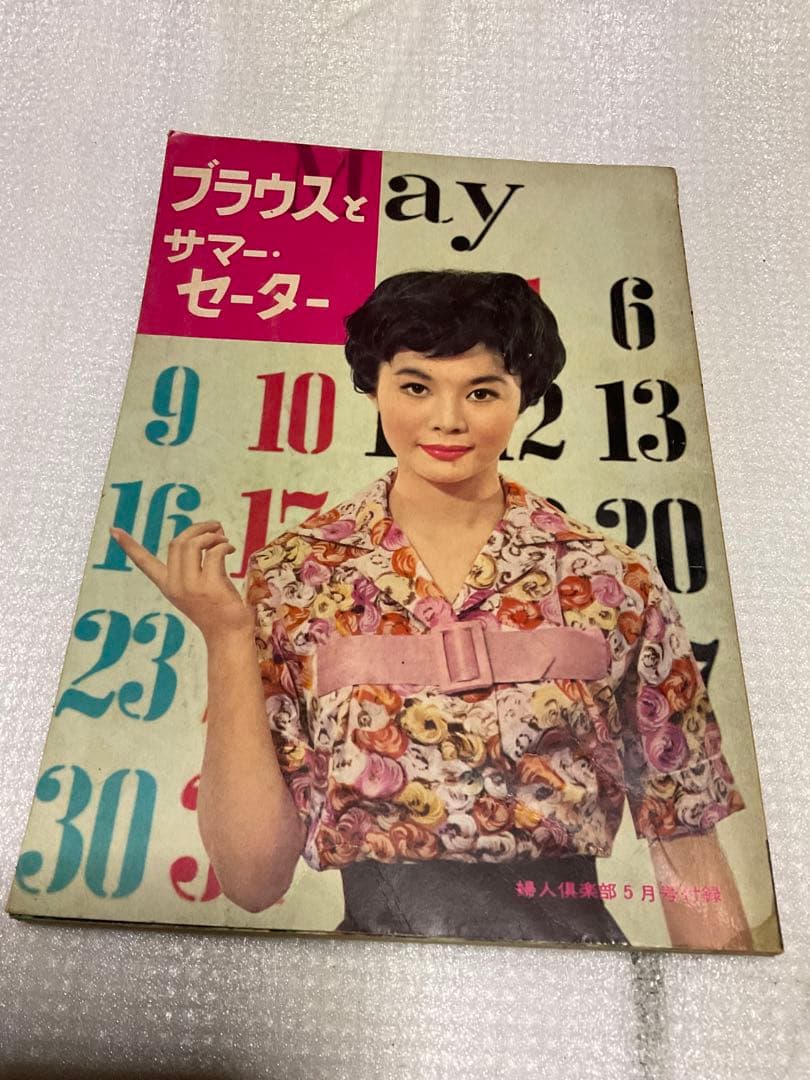 May
ブラウスと
サマー・
セーター
6
9 10 12 13
16 17 20
23
30
婦人倶楽部5月号付録